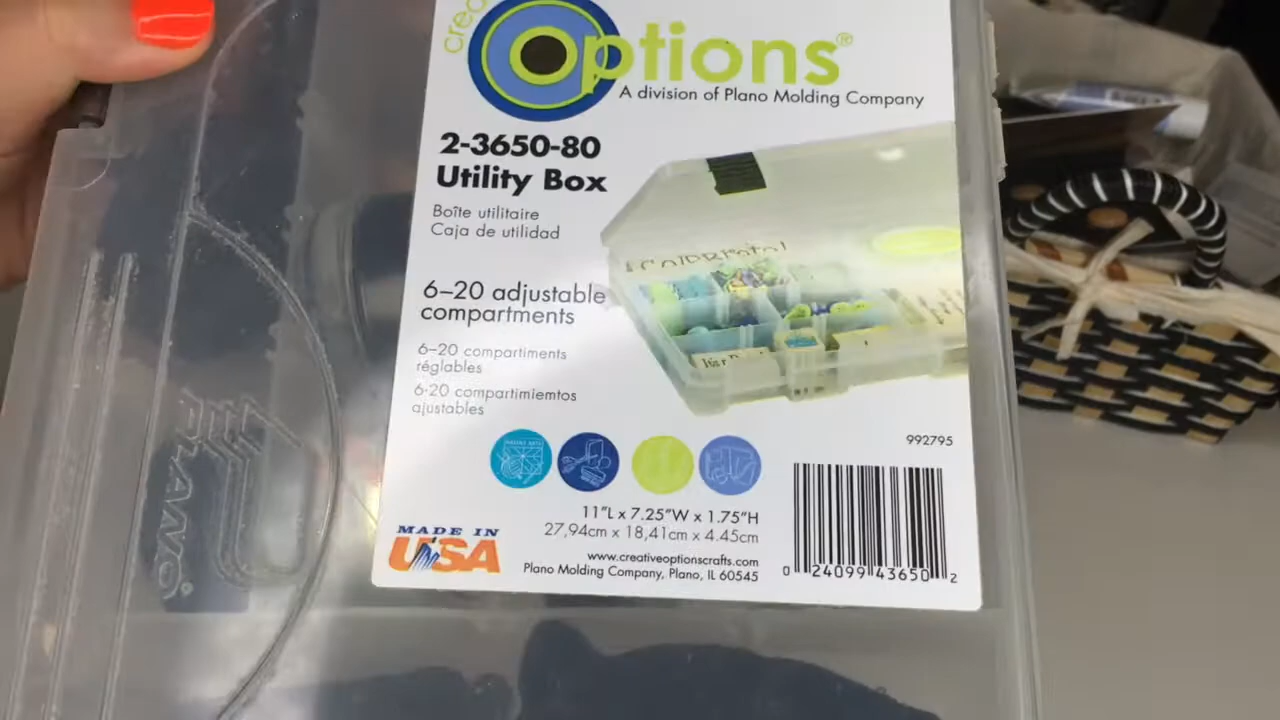 Options®
A division of Plano Molding Company
2-3650-80
Utility Box
Boîte utilitaire
Caja de utilidad
6–20 adjustable
compartments
6–20 compartiments
réglables
6-20 compartimiemtos
ajustables
992795
11"L x 7.25"W x 1.75"H
27,94cm x 18,41cm x 4.45cm
MADE IN
USA
www.creativeoptionscrafts.com
Plano Molding Company, Plano, IL 60545
0 24099 43650 2
PLANO